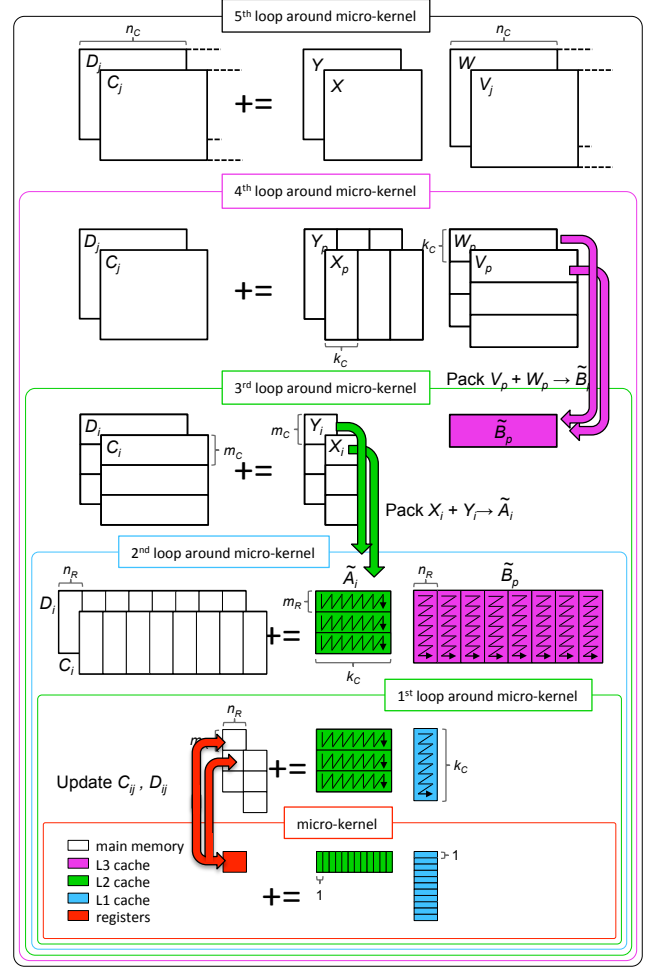 5th loop around micro-kernel
nC nC
Dj Y W
Cj += X Vj
4th loop around micro-kernel
Dj Yp kC Wp
Cj += Xp Vp
kC
Pack Vp + Wp → B̃p
3rd loop around micro-kernel
Di mC Yi B̃p
Ci mC += Xi
Pack Xi + Yi → Ãi
2nd loop around micro-kernel
nR Ãi nR B̃p
Di mR
+=
Ci kC
1st loop around micro-kernel
nR
m
+= kC
Update Cij , Dij
micro-kernel
main memory
L3 cache
L2 cache
L1 cache
registers
+= 1 1